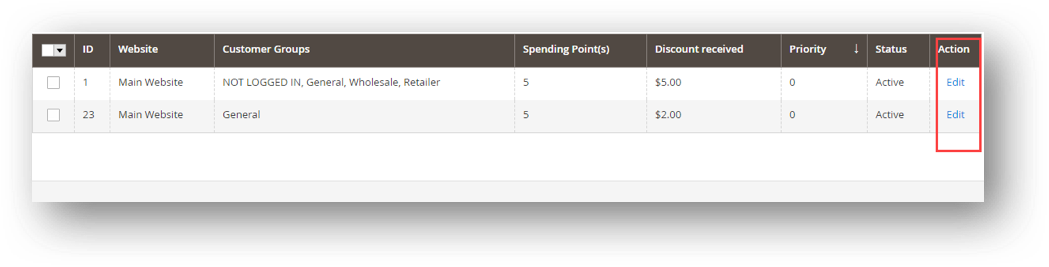 ID Website Customer Groups Spending Point(s) Discount received Priority ↓ Status Action
1 Main Website NOT LOGGED IN, General, Wholesale, Retailer 5 $5.00 0 Active Edit
23 Main Website General 5 $2.00 0 Active Edit